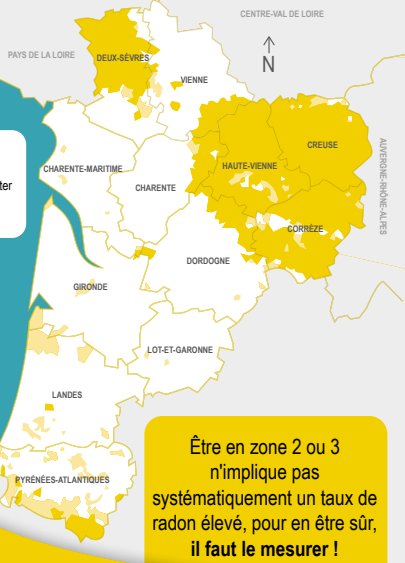 CENTRE-VAL DE LOIRE
PAYS DE LA LOIRE
DEUX-SÈVRES
N
VIENNE
CREUSE
HAUTE-VIENNE
AUVERGNE-RHÔNE-ALPES
CHARENTE-MARITIME
ter
CHARENTE
CORRÈZE
DORDOGNE
GIRONDE
LOT-ET-GARONNE
LANDES
PYRÉNÉES-ATLANTIQUES
Être en zone 2 ou 3
n'implique pas
systématiquement un taux de
radon élevé, pour en être sûr,
il faut le mesurer !